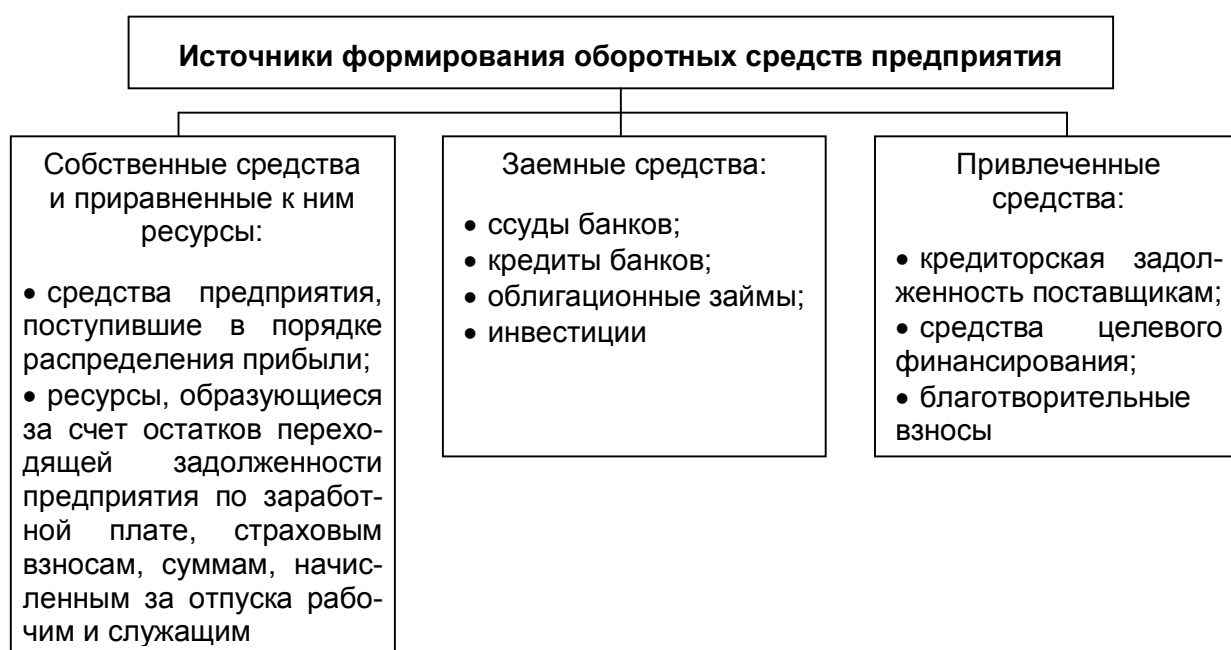 Источники формирования оборотных средств предприятия
Собственные средства
и приравненные к ним
ресурсы:
• средства предприятия,
поступившие в порядке
распределения прибыли;
• ресурсы, образующиеся
за счет остатков перехо-
дящей задолженности
предприятия по заработ-
ной плате, страховым
взносам, суммам, начис-
ленным за отпуска рабо-
чим и служащим
Заемные средства:
• ссуды банков;
• кредиты банков;
• облигационные займы;
• инвестиции
Привлеченные
средства:
• кредиторская задол-
женность поставщикам;
• средства целевого
финансирования;
• благотворительные
взносы